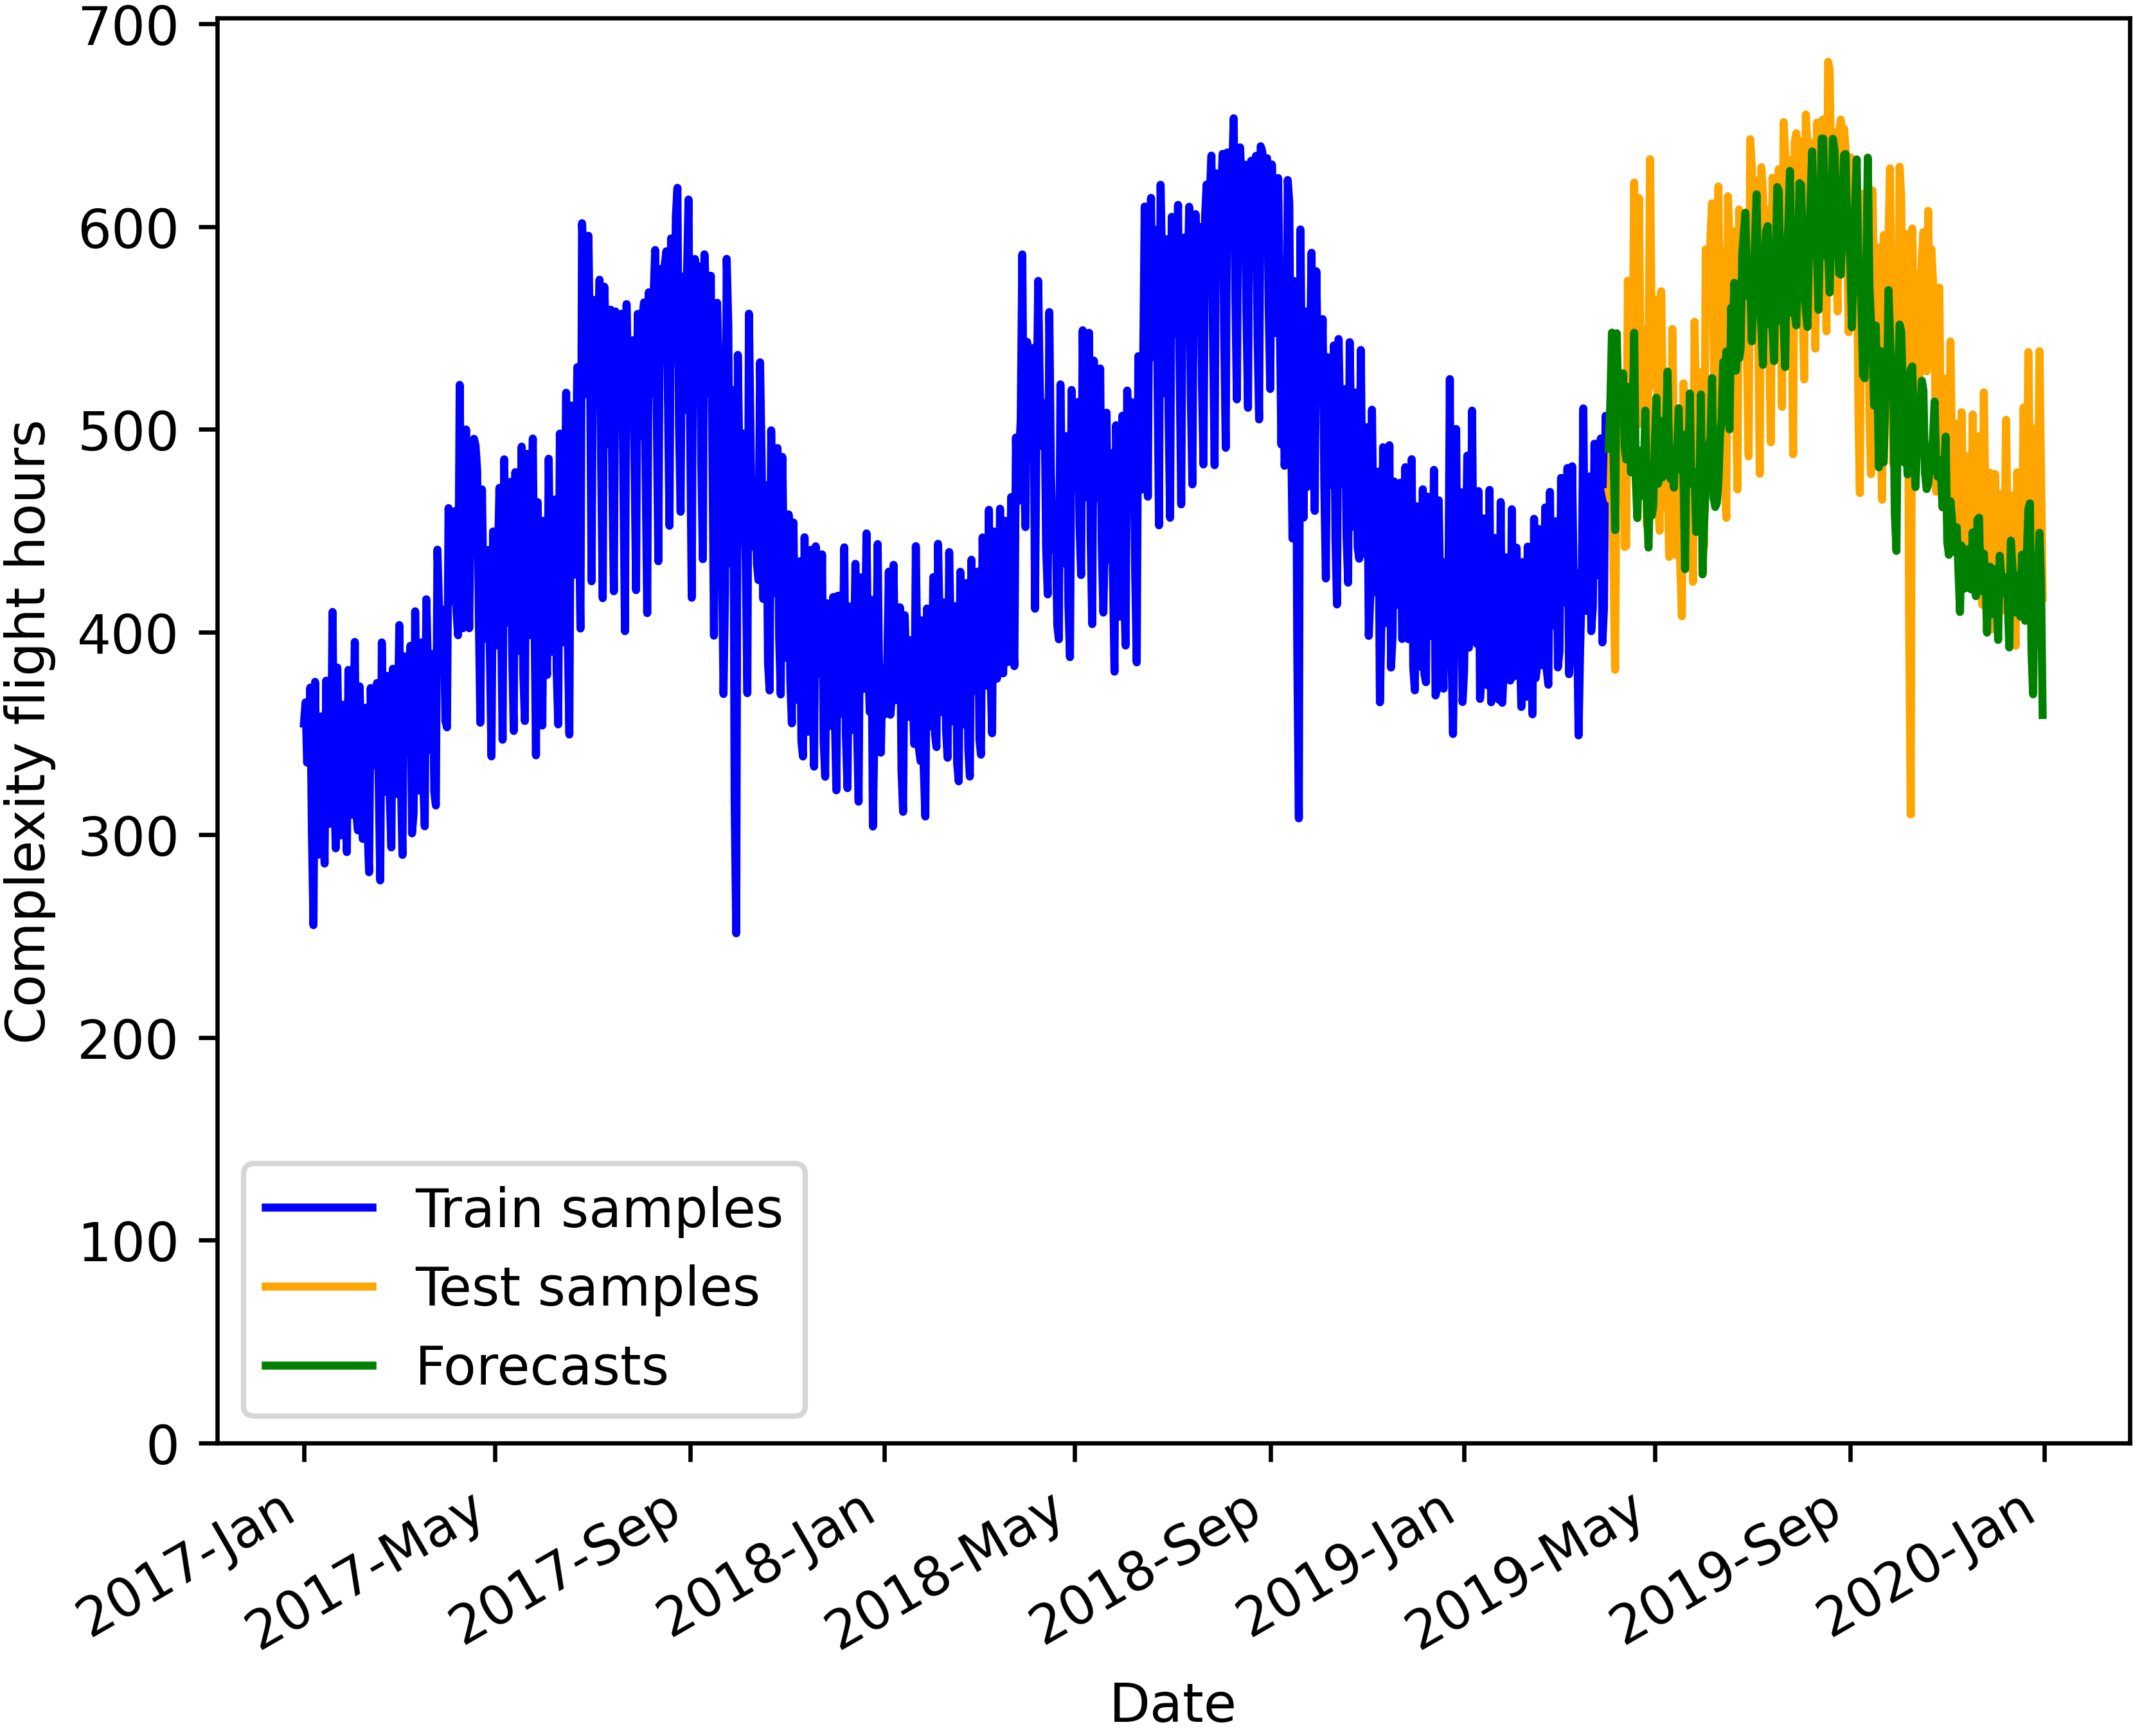 700
600
500
400
300
200
100
0
Complexity flight hours
Train samples
Test samples
Forecasts
2017-Jan
2017-May
2017-Sep
2018-Jan
2018-May
2018-Sep
2019-Jan
2019-May
2019-Sep
2020-Jan
Date